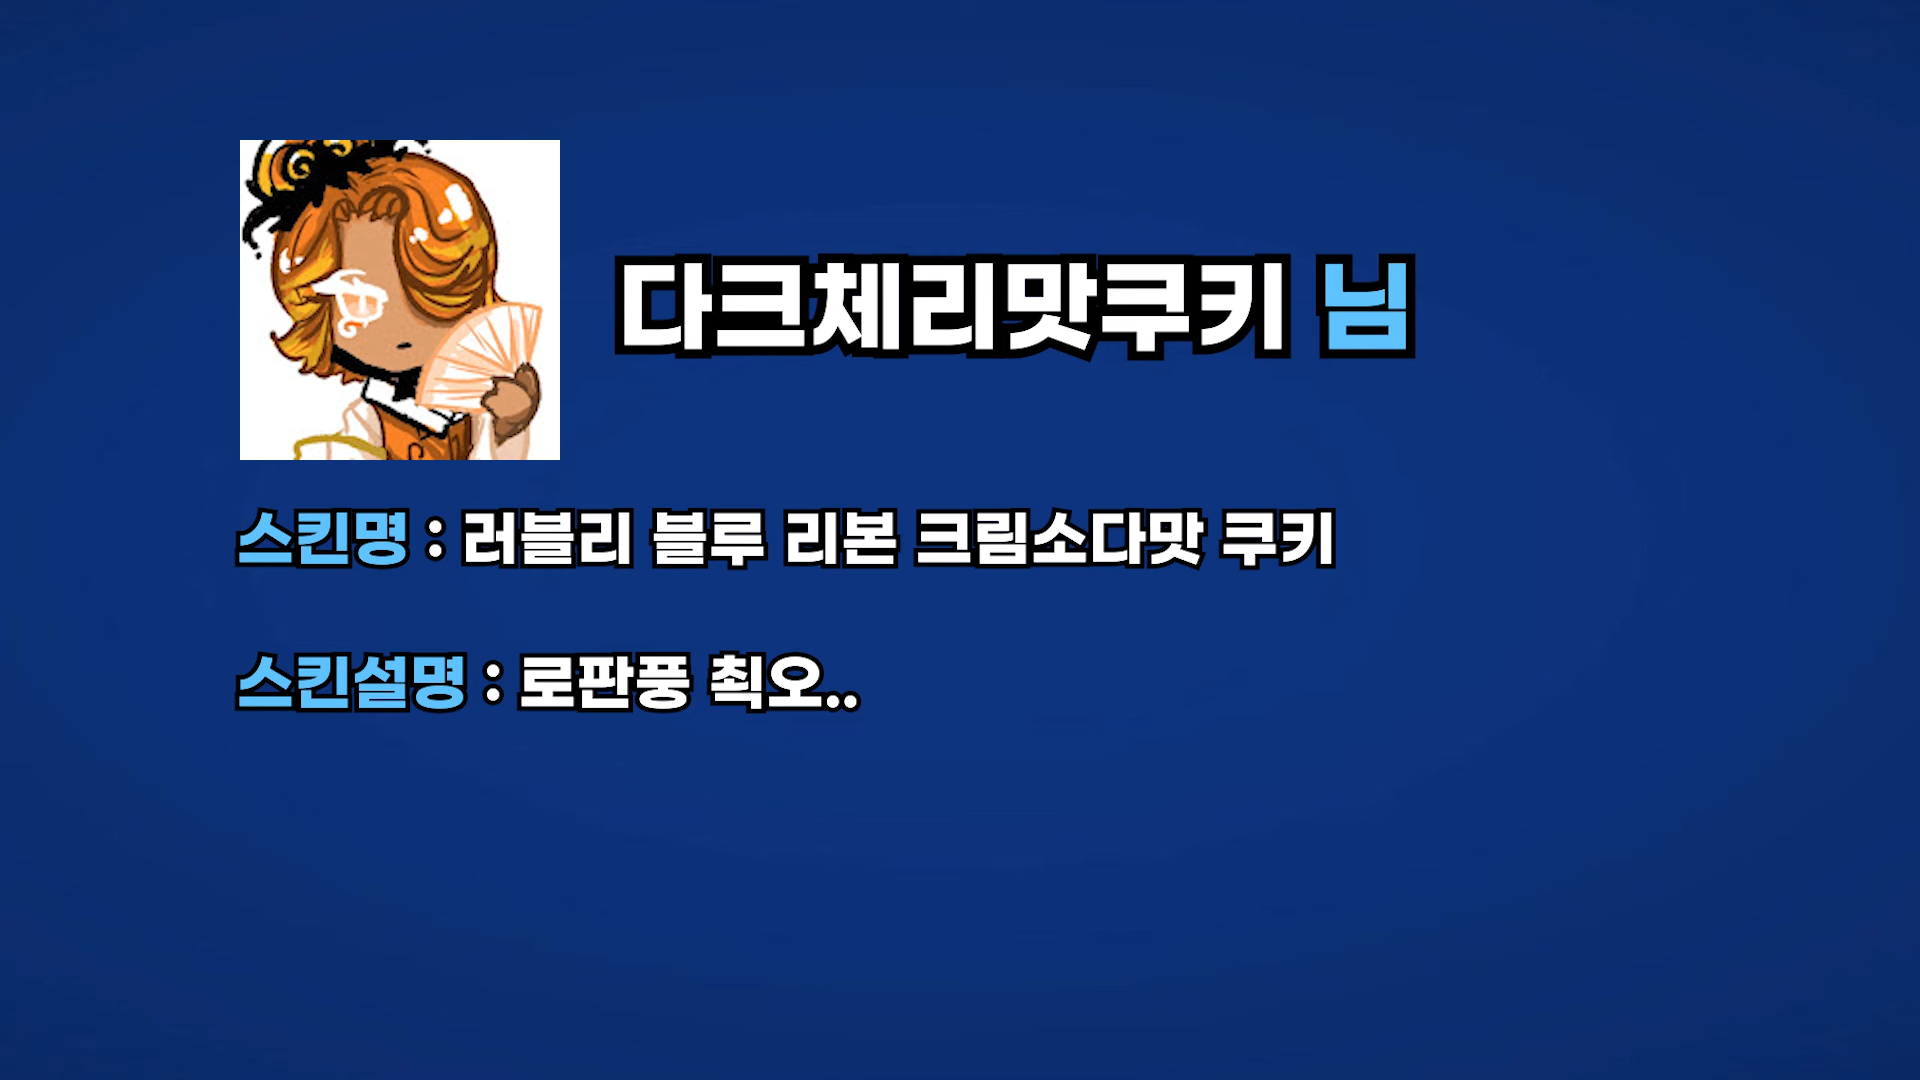 다크체리맛쿠키 님
스킨명 : 러블리 블루 리본 크림소다맛 쿠키
스킨설명 : 로판풍 쵝오..